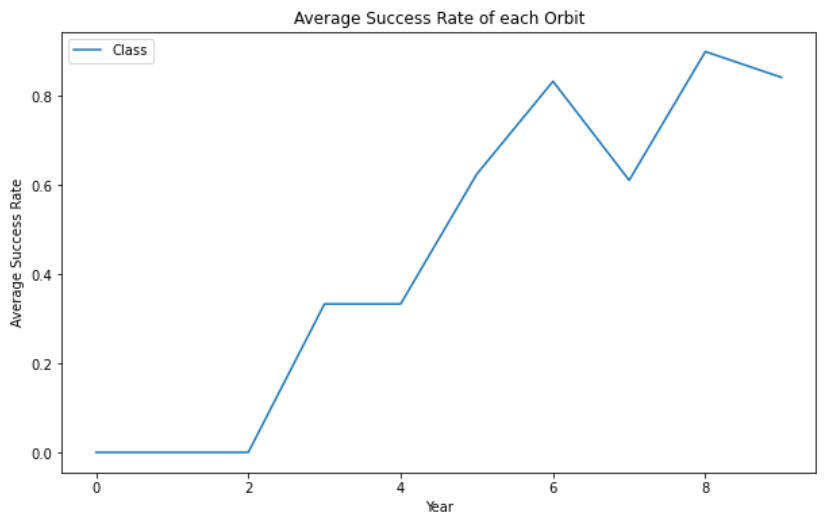 Average Success Rate of each Orbit
Class
Average Success Rate
0.8
0.6
0.4
0.2
0.0
0 2 4 6 8
Year